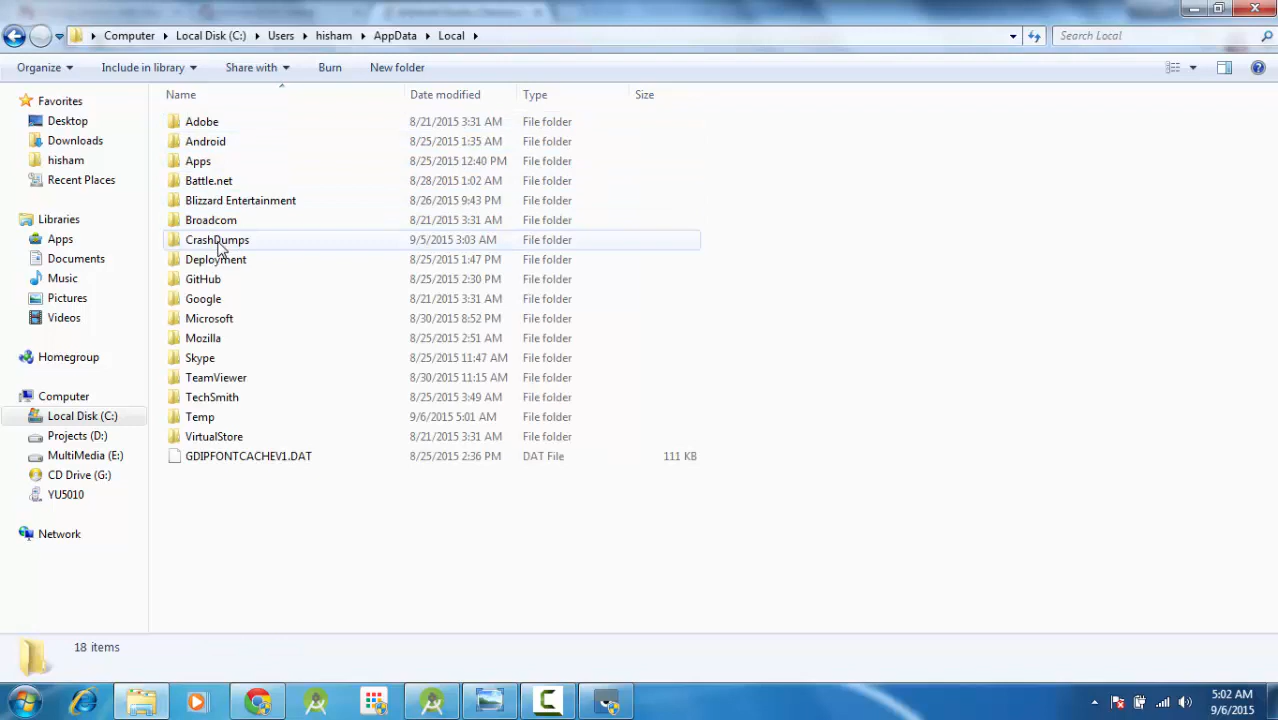 Computer Local Disk (C:) Users hisham AppData Local Search Local
Organize Include in library Share with Burn New folder
Name Date modified Type Size
Favorites
Desktop
Downloads
hisham
Recent Places
Libraries
Apps
Documents
Music
Pictures
Videos
Homegroup
Computer
Local Disk (C:)
Projects (D:)
MultiMedia (E:)
CD Drive (G:)
YU5010
Network
Adobe 8/21/2015 3:31 AM File folder
Android 8/25/2015 1:35 AM File folder
Apps 8/25/2015 12:40 PM File folder
Battle.net 8/28/2015 1:02 AM File folder
Blizzard Entertainment 8/26/2015 9:43 PM File folder
Broadcom 8/21/2015 3:31 AM File folder
CrashDumps 9/5/2015 3:03 AM File folder
Deployment 8/25/2015 1:47 PM File folder
GitHub 8/25/2015 2:30 PM File folder
Google 8/21/2015 3:31 AM File folder
Microsoft 8/30/2015 8:52 PM File folder
Mozilla 8/25/2015 2:51 AM File folder
Skype 8/25/2015 11:47 AM File folder
TeamViewer 8/30/2015 11:15 AM File folder
TechSmith 8/25/2015 3:49 AM File folder
Temp 9/6/2015 5:01 AM File folder
VirtualStore 8/21/2015 3:31 AM File folder
GDIPFONTCACHEV1.DAT 8/25/2015 2:36 PM DAT File 111 KB
18 items
5:02 AM
9/6/2015